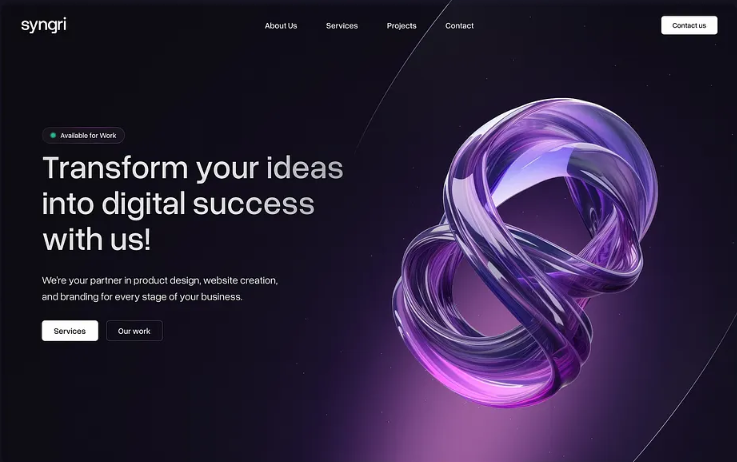 synqri
About Us
Services
Projects
Contact
Contact us
Available for Work
Transform your ideas
into digital success
with us!
We're your partner in product design, website creation,
and branding for every stage of your business.
Services
Our work